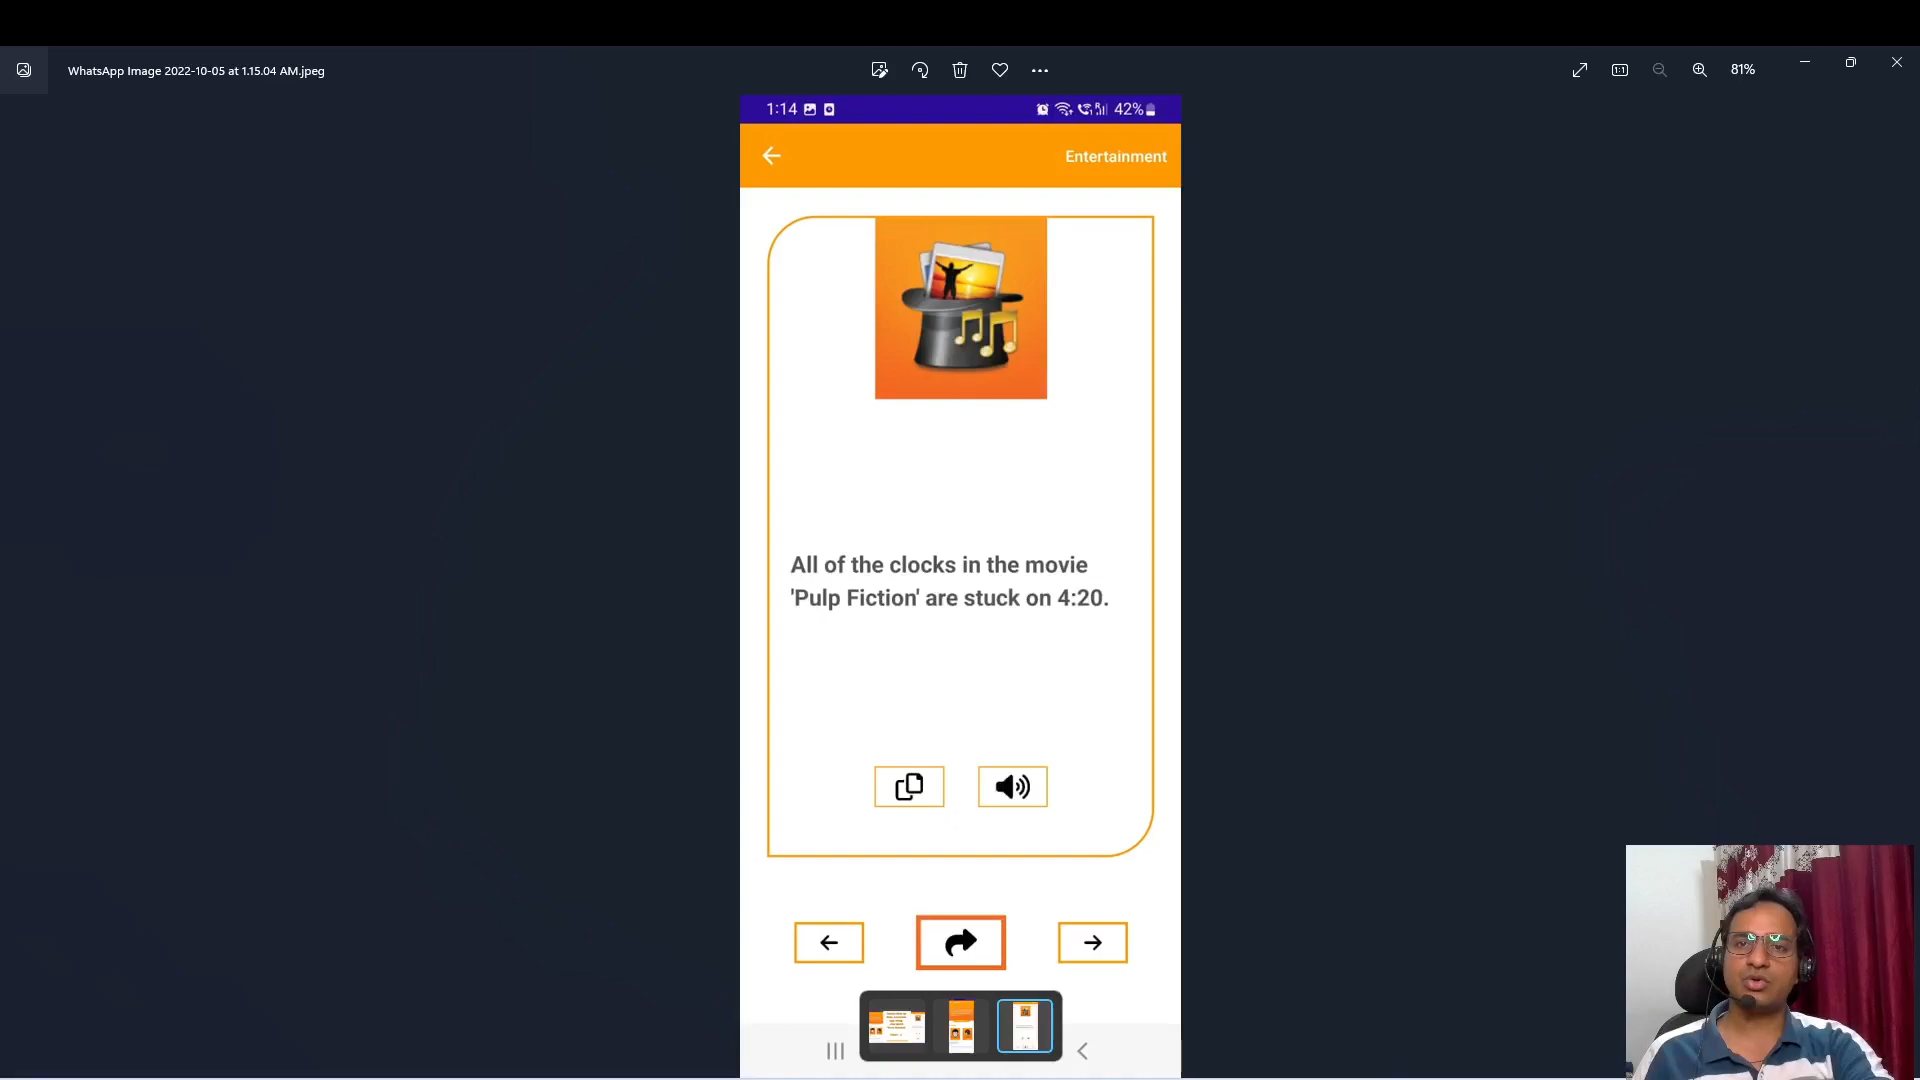 WhatsApp Image 2022-10-05 at 1.15.04 AM.jpeg
81%
1:14
42%
Entertainment
All of the clocks in the movie
'Pulp Fiction' are stuck on 4:20.